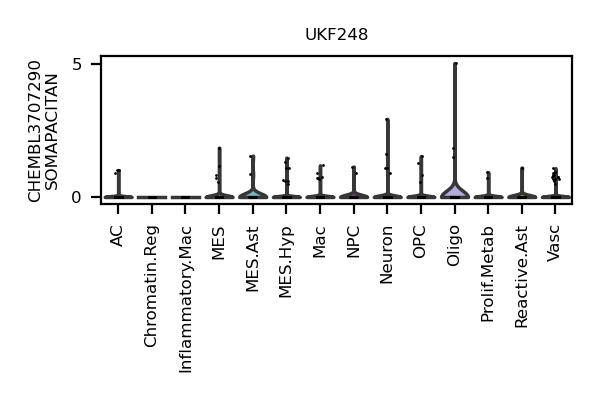 UKF248
CHEMBL3707290
SOMAPACITAN
5
0
AC
Chromatin.Reg
Inflammatory.Mac
MES
MES.Ast
MES.Hyp
Mac
NPC
Neuron
OPC
Oligo
Prolif.Metab
Reactive.Ast
Vasc